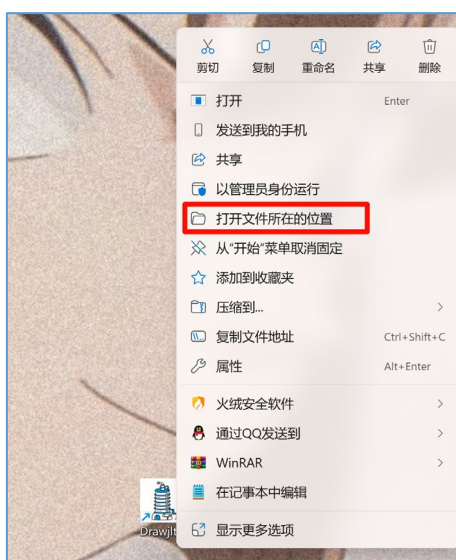 剪切 复制 重命名 共享 删除
打开 Enter
发送到我的手机
共享
以管理员身份运行
打开文件所在的位置
从"开始"菜单取消固定
添加到收藏夹
压缩到...
复制文件地址 Ctrl+Shift+C
属性 Alt+Enter
火绒安全软件
通过QQ发送到
WinRAR
在记事本中编辑
Drawjlt
显示更多选项